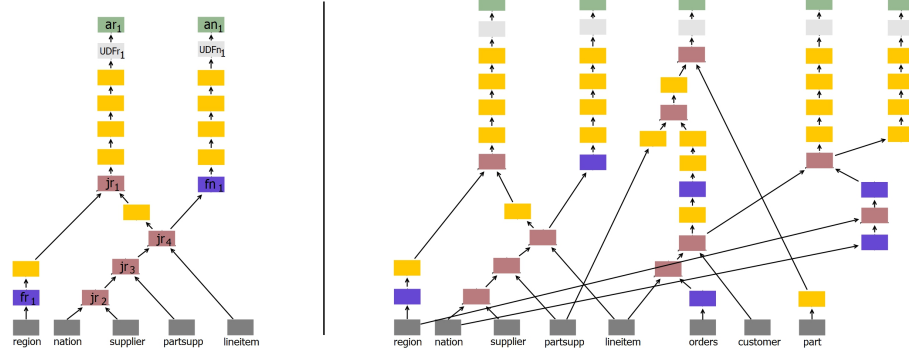 ar1 an1
UDFr1 UDFn1
jr1 fn1
jr4
jr3
fr1 jr2
region nation supplier partsupp lineitem
region nation supplier partsupp lineitem orders customer part